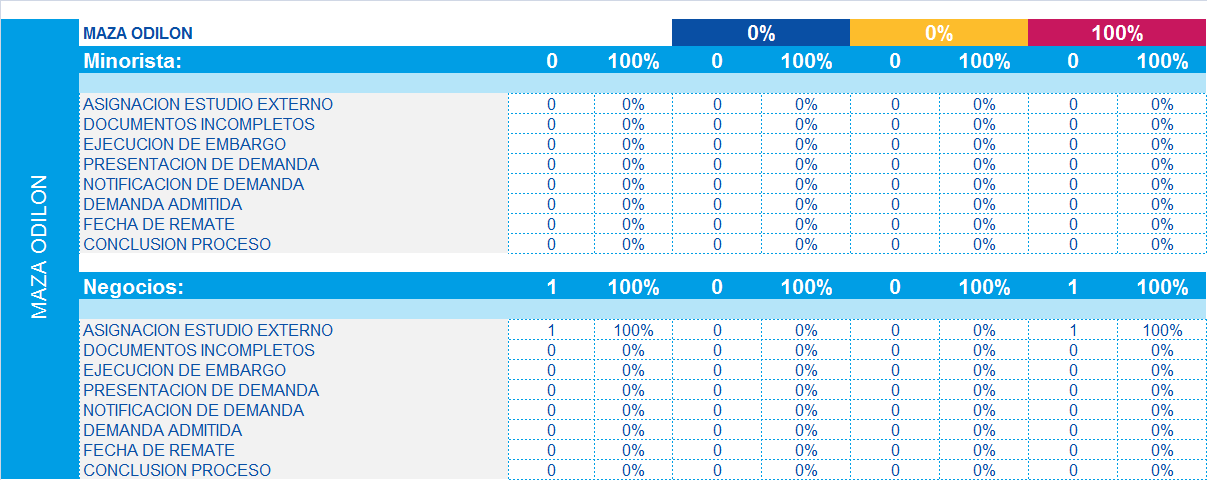 MAZA ODILON 0% 0% 100%
Minorista: 0 100% 0 100% 0 100% 0 100%
ASIGNACION ESTUDIO EXTERNO 0 0% 0 0% 0 0% 0 0%
DOCUMENTOS INCOMPLETOS 0 0% 0 0% 0 0% 0 0%
EJECUCION DE EMBARGO 0 0% 0 0% 0 0% 0 0%
PRESENTACION DE DEMANDA 0 0% 0 0% 0 0% 0 0%
NOTIFICACION DE DEMANDA 0 0% 0 0% 0 0% 0 0%
DEMANDA ADMITIDA 0 0% 0 0% 0 0% 0 0%
FECHA DE REMATE 0 0% 0 0% 0 0% 0 0%
CONCLUSION PROCESO 0 0% 0 0% 0 0% 0 0%
MAZA ODILON
Negocios: 1 100% 0 100% 0 100% 1 100%
ASIGNACION ESTUDIO EXTERNO 1 100% 0 0% 0 0% 1 100%
DOCUMENTOS INCOMPLETOS 0 0% 0 0% 0 0% 0 0%
EJECUCION DE EMBARGO 0 0% 0 0% 0 0% 0 0%
PRESENTACION DE DEMANDA 0 0% 0 0% 0 0% 0 0%
NOTIFICACION DE DEMANDA 0 0% 0 0% 0 0% 0 0%
DEMANDA ADMITIDA 0 0% 0 0% 0 0% 0 0%
FECHA DE REMATE 0 0% 0 0% 0 0% 0 0%
CONCLUSION PROCESO 0 0% 0 0% 0 0% 0 0%